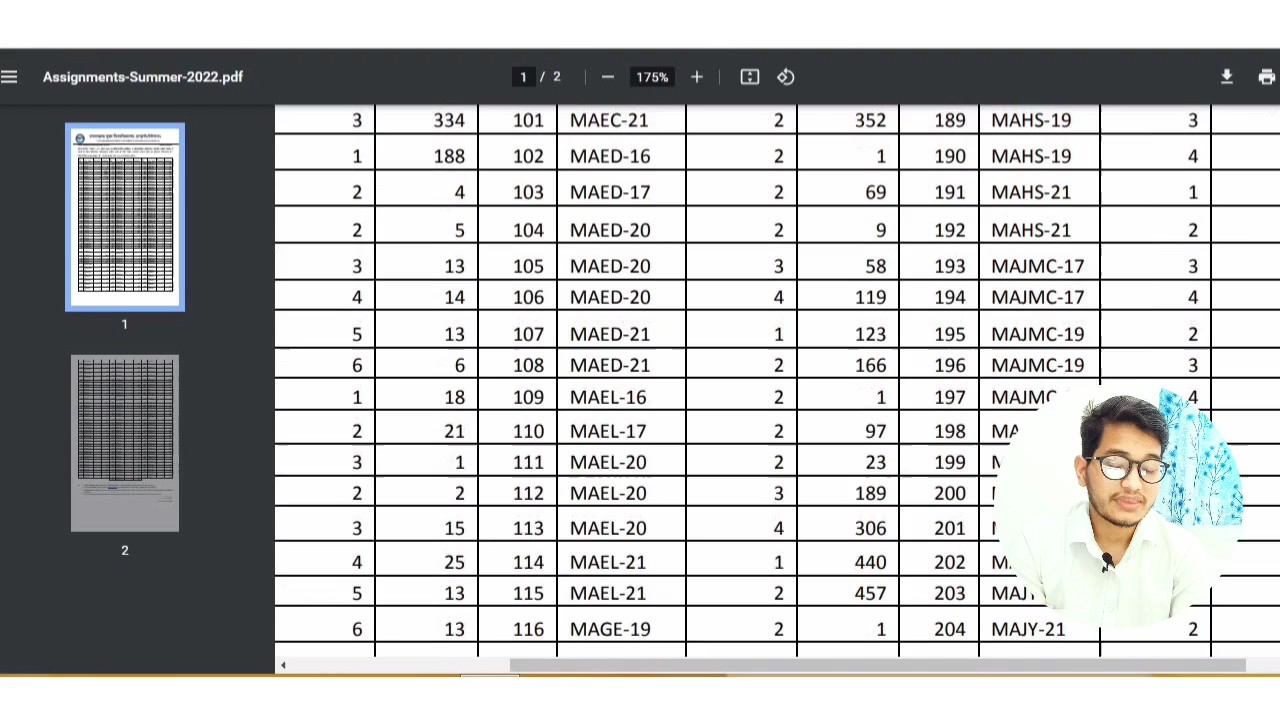 Assignments-Summer-2022.pdf
1 / 2
175%
3 334 101 MAEC-21 2 352 189 MAHS-19 3
1 188 102 MAED-16 2 1 190 MAHS-19 4
2 4 103 MAED-17 2 69 191 MAHS-21 1
2 5 104 MAED-20 2 9 192 MAHS-21 2
3 13 105 MAED-20 3 58 193 MAJMC-17 3
4 14 106 MAED-20 4 119 194 MAJMC-17 4
5 13 107 MAED-21 1 123 195 MAJMC-19 2
6 6 108 MAED-21 2 166 196 MAJMC-19 3
1 18 109 MAEL-16 2 1 197 4
2 21 110 MAEL-17 2 97 198
3 1 111 MAEL-20 2 23 199
2 2 112 MAEL-20 3 189 200
3 15 113 MAEL-20 4 306 201
4 25 114 MAEL-21 1 440 202
5 13 115 MAEL-21 2 457 203
6 13 116 MAGE-19 2 1 204 MAJY-21 2
1
2